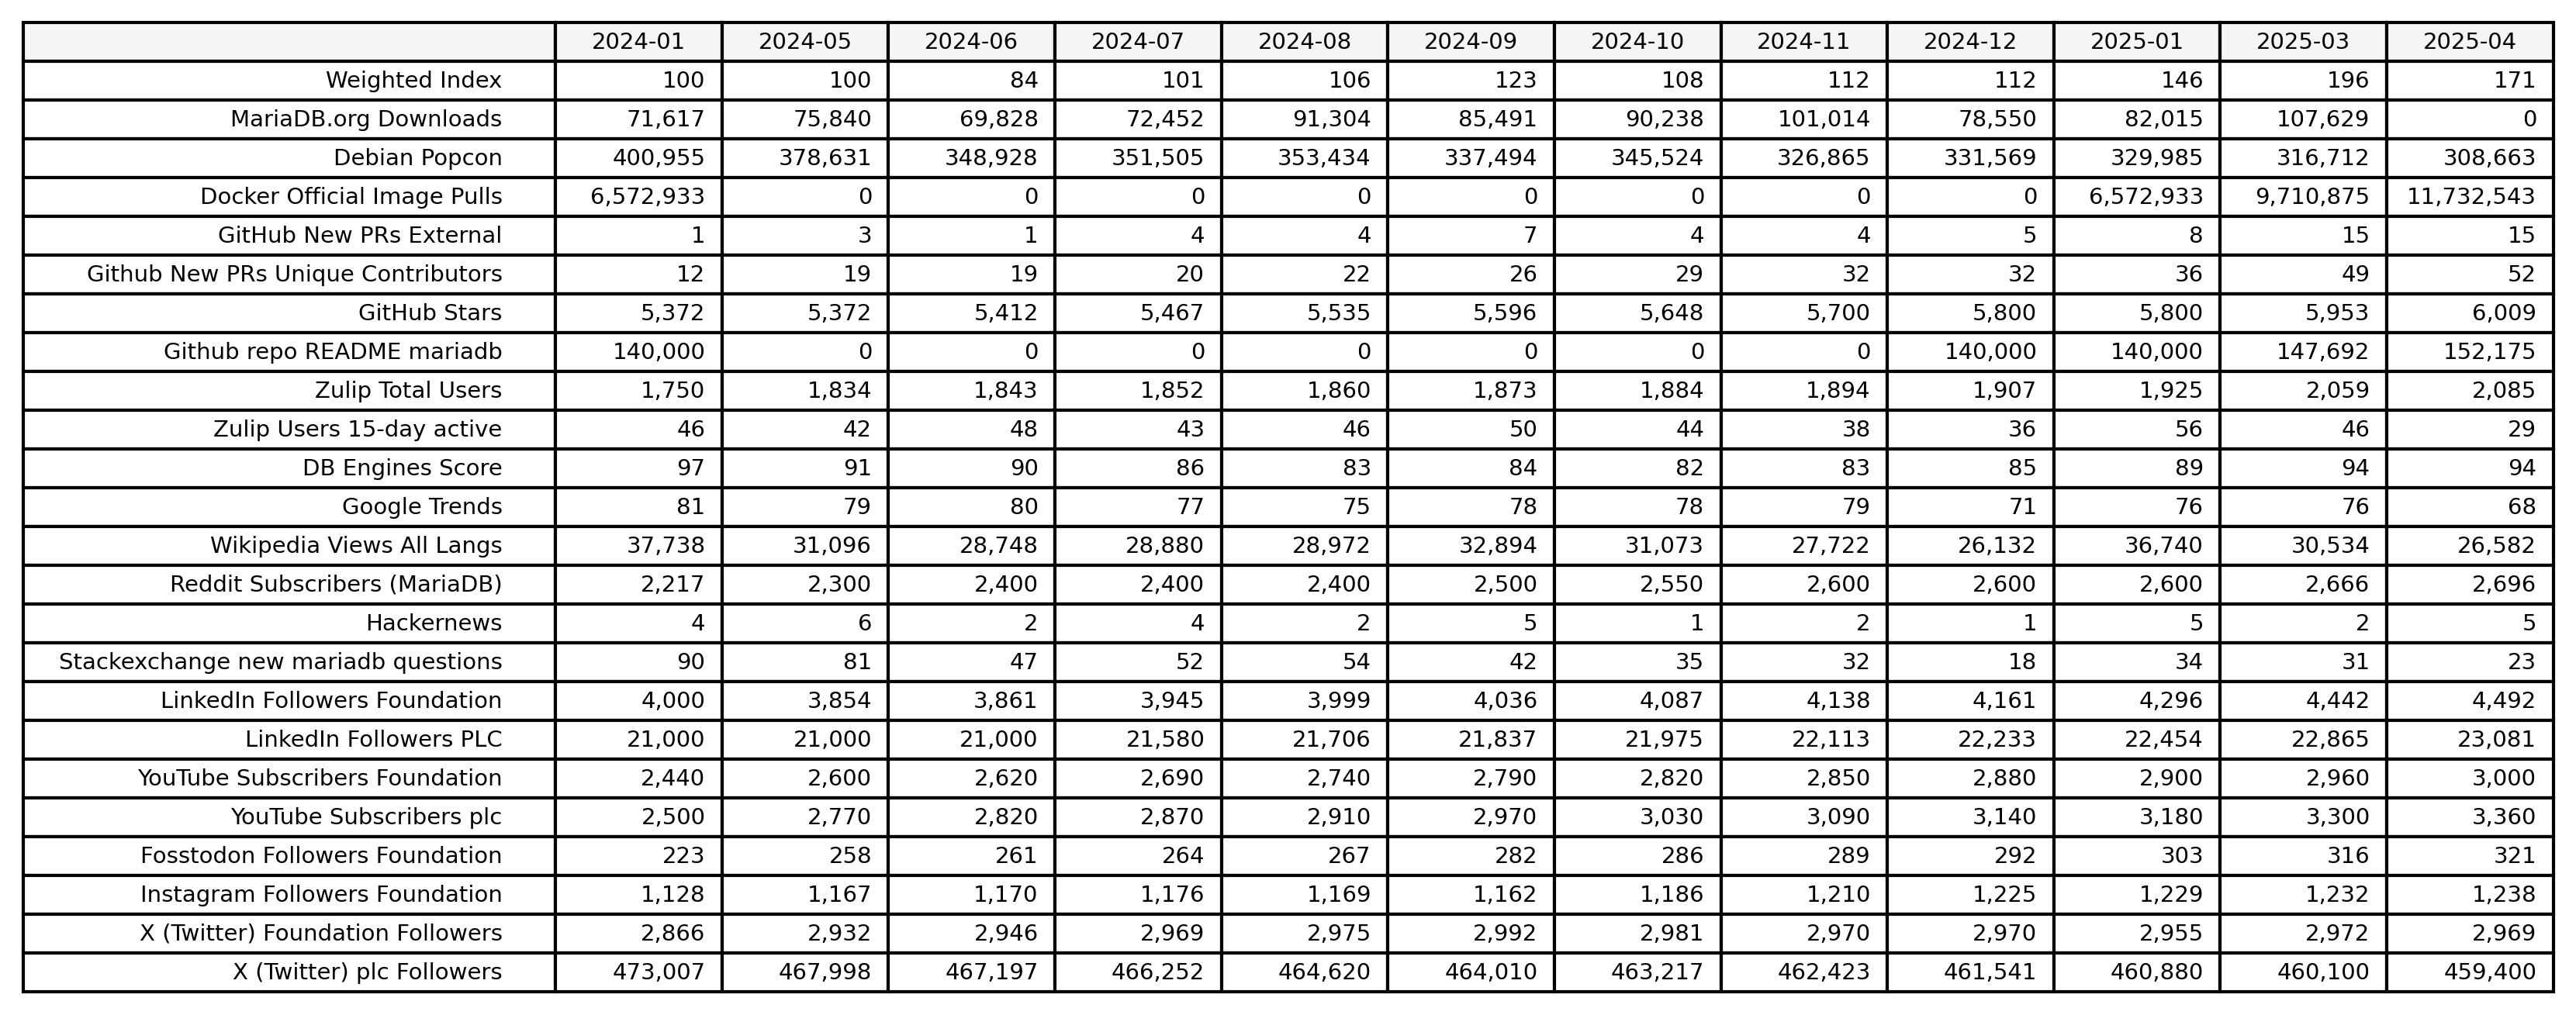 2024-01 2024-05 2024-06 2024-07 2024-08 2024-09 2024-10 2024-11 2024-12 2025-01 2025-03 2025-04
Weighted Index 100 100 84 101 106 123 108 112 112 146 196 171
MariaDB.org Downloads 71,617 75,840 69,828 72,452 91,304 85,491 90,238 101,014 78,550 82,015 107,629 0
Debian Popcon 400,955 378,631 348,928 351,505 353,434 337,494 345,524 326,865 331,569 329,985 316,712 308,663
Docker Official Image Pulls 6,572,933 0 0 0 0 0 0 0 0 6,572,933 9,710,875 11,732,543
GitHub New PRs External 1 3 1 4 4 7 4 4 5 8 15 15
Github New PRs Unique Contributors 12 19 19 20 22 26 29 32 32 36 49 52
GitHub Stars 5,372 5,372 5,412 5,467 5,535 5,596 5,648 5,700 5,800 5,800 5,953 6,009
Github repo README mariadb 140,000 0 0 0 0 0 0 0 140,000 140,000 147,692 152,175
Zulip Total Users 1,750 1,834 1,843 1,852 1,860 1,873 1,884 1,894 1,907 1,925 2,059 2,085
Zulip Users 15-day active 46 42 48 43 46 50 44 38 36 56 46 29
DB Engines Score 97 91 90 86 83 84 82 83 85 89 94 94
Google Trends 81 79 80 77 75 78 78 79 71 76 76 68
Wikipedia Views All Langs 37,738 31,096 28,748 28,880 28,972 32,894 31,073 27,722 26,132 36,740 30,534 26,582
Reddit Subscribers (MariaDB) 2,217 2,300 2,400 2,400 2,400 2,500 2,550 2,600 2,600 2,600 2,666 2,696
Hackernews 4 6 2 4 2 5 1 2 1 5 2 5
Stackexchange new mariadb questions 90 81 47 52 54 42 35 32 18 34 31 23
LinkedIn Followers Foundation 4,000 3,854 3,861 3,945 3,999 4,036 4,087 4,138 4,161 4,296 4,442 4,492
LinkedIn Followers PLC 21,000 21,000 21,000 21,580 21,706 21,837 21,975 22,113 22,233 22,454 22,865 23,081
YouTube Subscribers Foundation 2,440 2,600 2,620 2,690 2,740 2,790 2,820 2,850 2,880 2,900 2,960 3,000
YouTube Subscribers plc 2,500 2,770 2,820 2,870 2,910 2,970 3,030 3,090 3,140 3,180 3,300 3,360
Fosstodon Followers Foundation 223 258 261 264 267 282 286 289 292 303 316 321
Instagram Followers Foundation 1,128 1,167 1,170 1,176 1,169 1,162 1,186 1,210 1,225 1,229 1,232 1,238
X (Twitter) Foundation Followers 2,866 2,932 2,946 2,969 2,975 2,992 2,981 2,970 2,970 2,955 2,972 2,969
X (Twitter) plc Followers 473,007 467,998 467,197 466,252 464,620 464,010 463,217 462,423 461,541 460,880 460,100 459,400